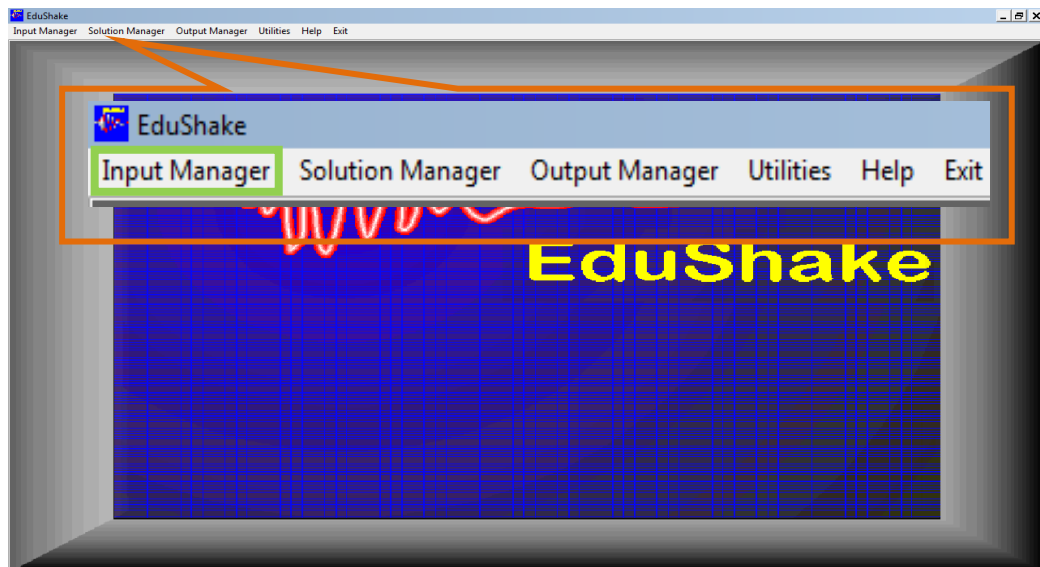 EduShake
Input Manager Solution Manager Output Manager Utilities Help Exit
EduShake
Input Manager Solution Manager Output Manager Utilities Help Exit
EduShake